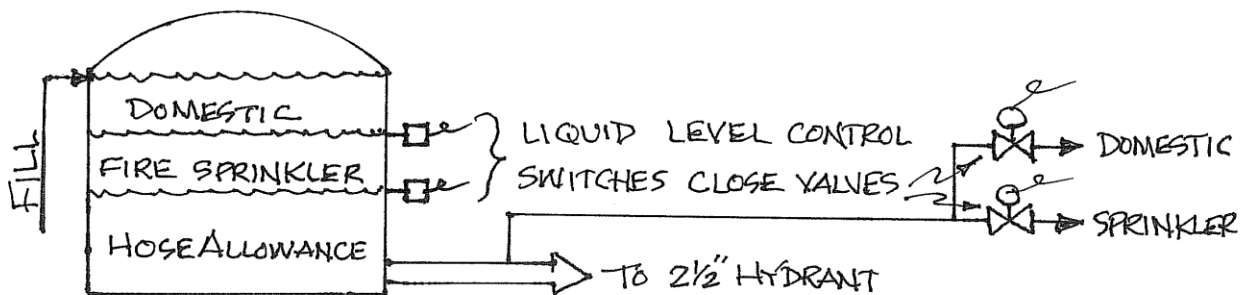 FILL
DOMESTIC
FIRE SPRINKLER
HOSE ALLOWANCE
LIQUID LEVEL CONTROL
SWITCHES CLOSE VALVES
DOMESTIC
SPRINKLER
TO 2½" HYDRANT